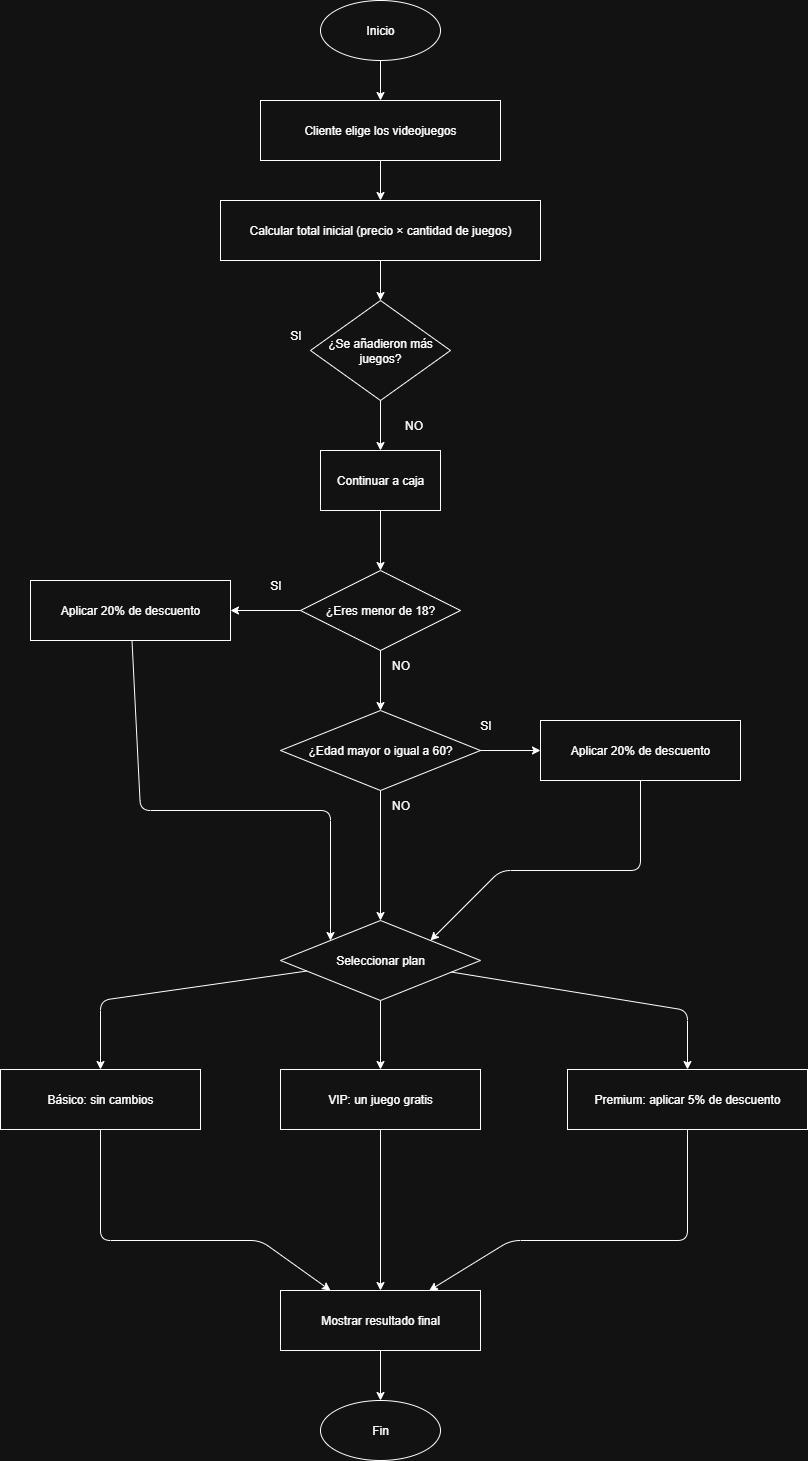 Inicio
Cliente elige los videojuegos
Calcular total inicial (precio × cantidad de juegos)
SI
¿Se añadieron más
juegos?
NO
Continuar a caja
SI
Aplicar 20% de descuento
¿Eres menor de 18?
NO
SI
¿Edad mayor o igual a 60?
Aplicar 20% de descuento
NO
Seleccionar plan
Básico: sin cambios
VIP: un juego gratis
Premium: aplicar 5% de descuento
Mostrar resultado final
Fin